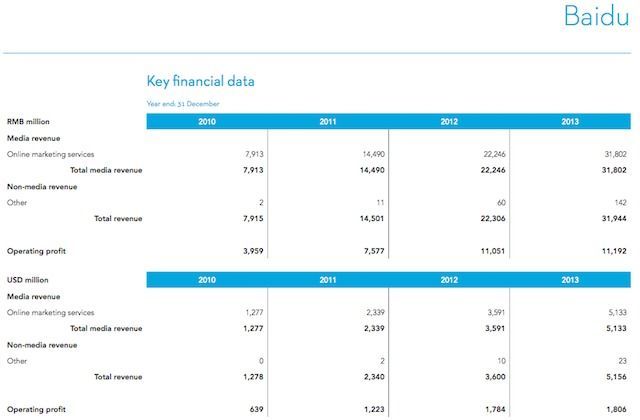 Baidu
Key financial data
Year end: 31 December
RMB million 2010 2011 2012 2013
Media revenue
Online marketing services 7,913 14,490 22,246 31,802
Total media revenue 7,913 14,490 22,246 31,802
Non-media revenue
Other 2 11 60 142
Total revenue 7,915 14,501 22,306 31,944
Operating profit 3,959 7,577 11,051 11,192
USD million 2010 2011 2012 2013
Media revenue
Online marketing services 1,277 2,339 3,591 5,133
Total media revenue 1,277 2,339 3,591 5,133
Non-media revenue
Other 0 2 10 23
Total revenue 1,278 2,340 3,600 5,156
Operating profit 639 1,223 1,784 1,806